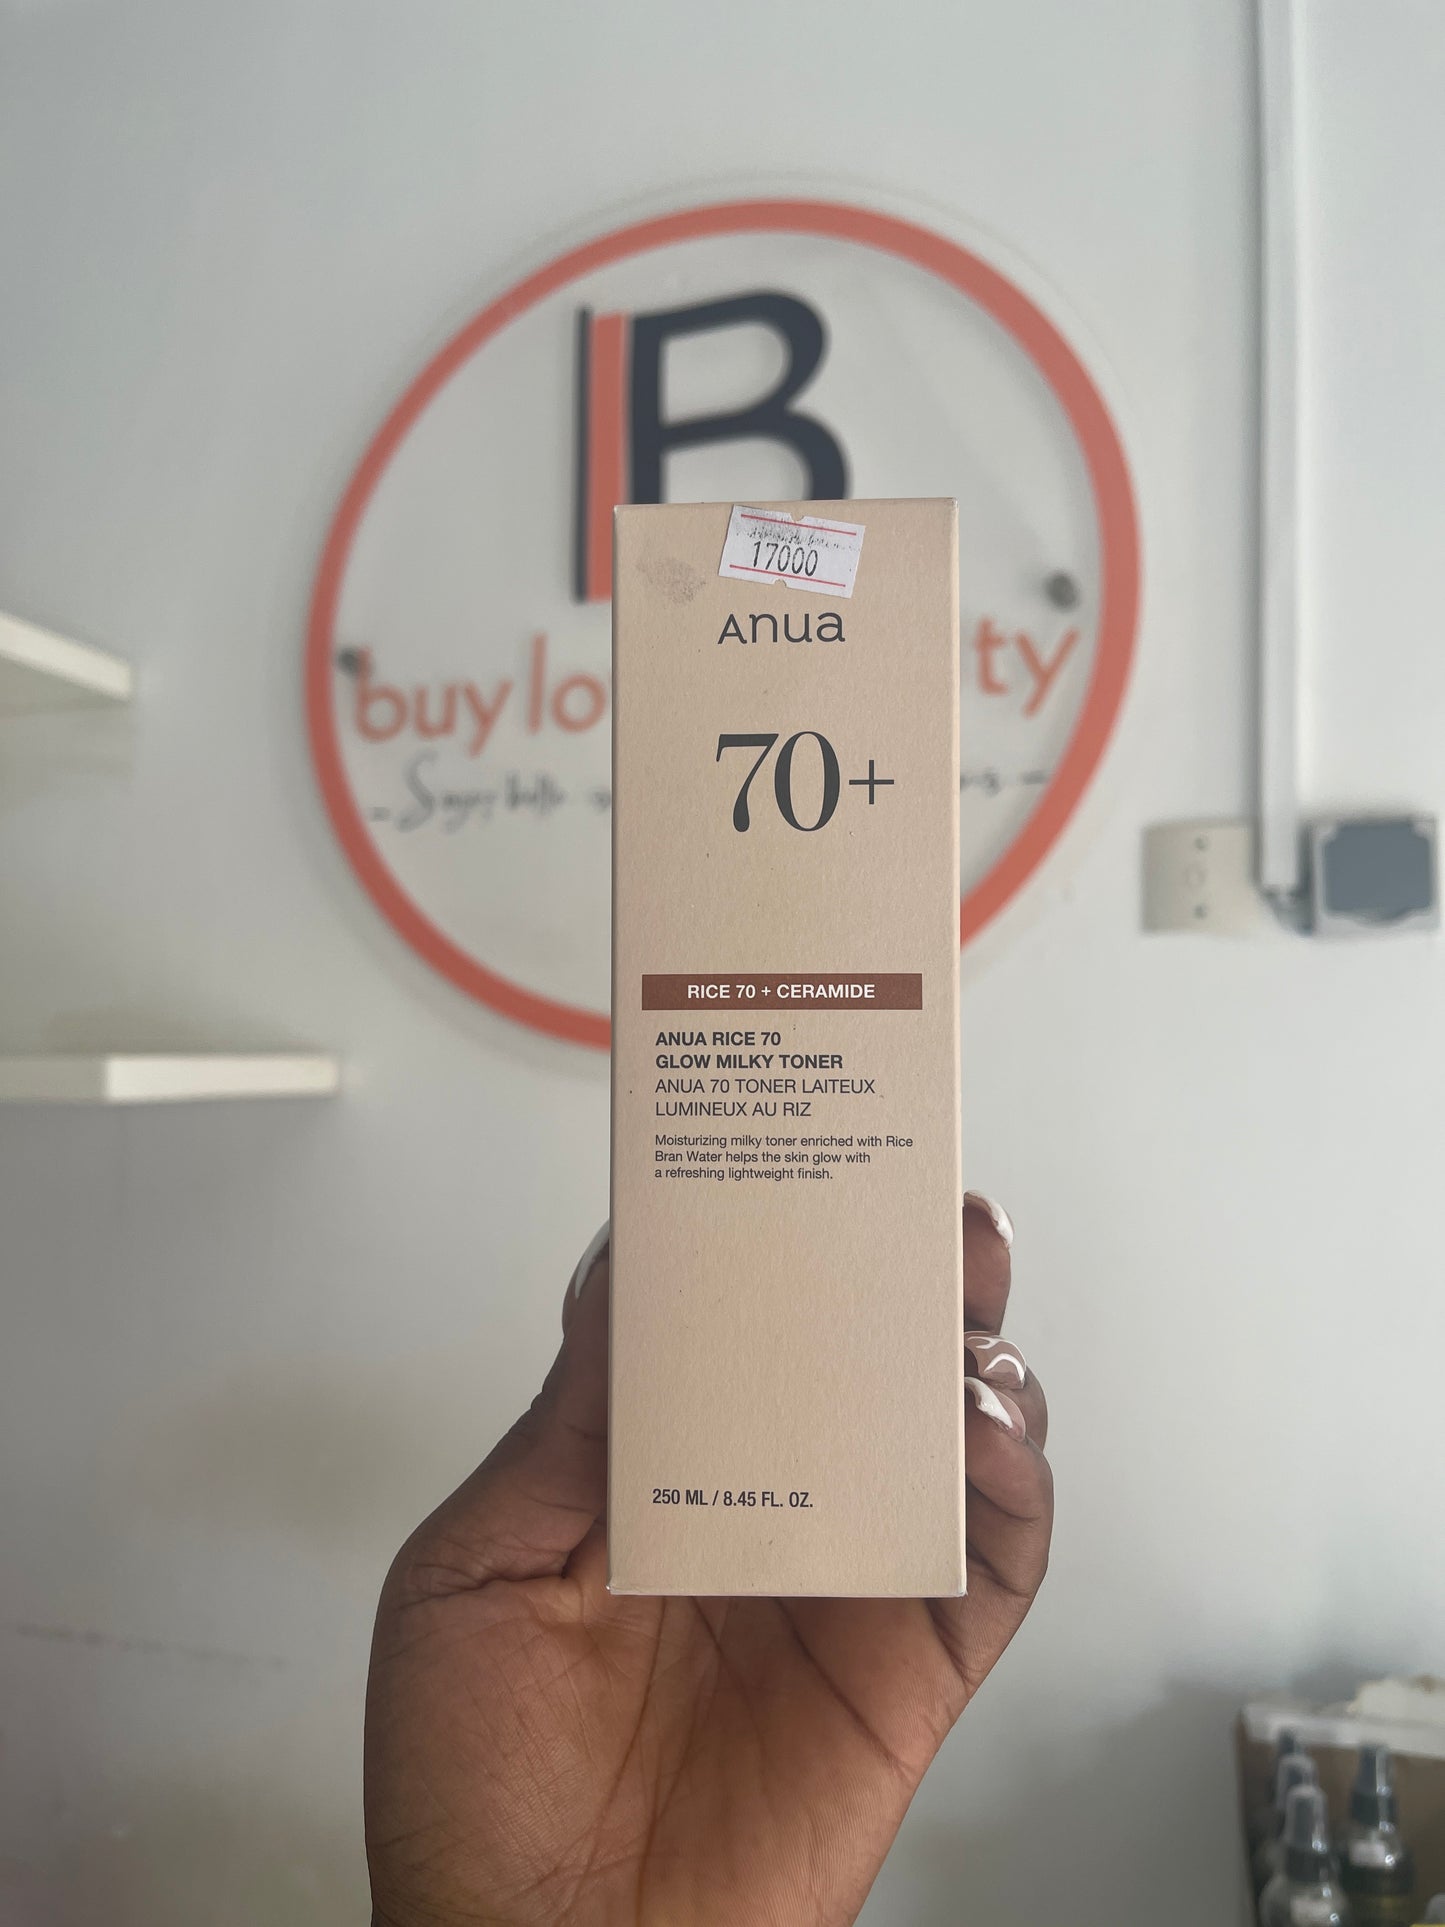 B
buy lo
ty
17000
Anua
70+
RICE 70 + CERAMIDE
ANUA RICE 70
GLOW MILKY TONER
ANUA 70 TONER LAITEUX
LUMINEUX AU RIZ
Moisturizing milky toner enriched with Rice
Bran Water helps the skin glow with
a refreshing lightweight finish.
250 ML / 8.45 FL. OZ.